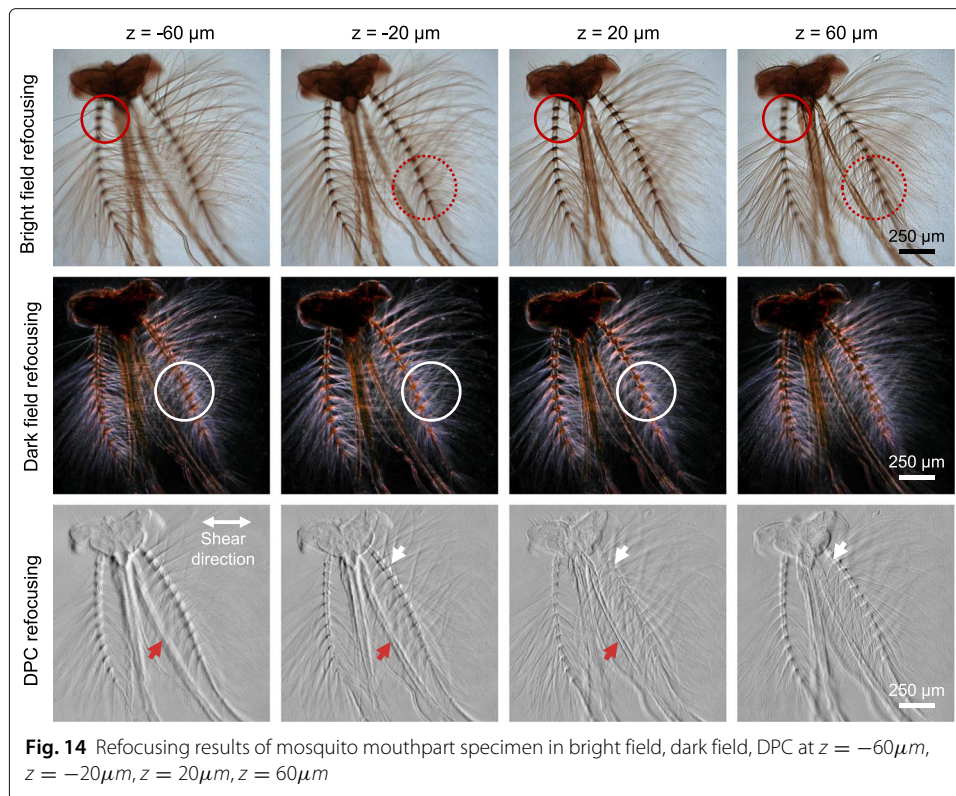 z = -60 μm
z = -20 μm
z = 20 μm
z = 60 μm
Bright field refocusing
250 μm
Dark field refocusing
250 μm
DPC refocusing
Shear
direction
250 μm
Fig. 14 Refocusing results of mosquito mouthpart specimen in bright field, dark field, DPC at z = −60μm,
z = −20μm, z = 20μm, z = 60μm